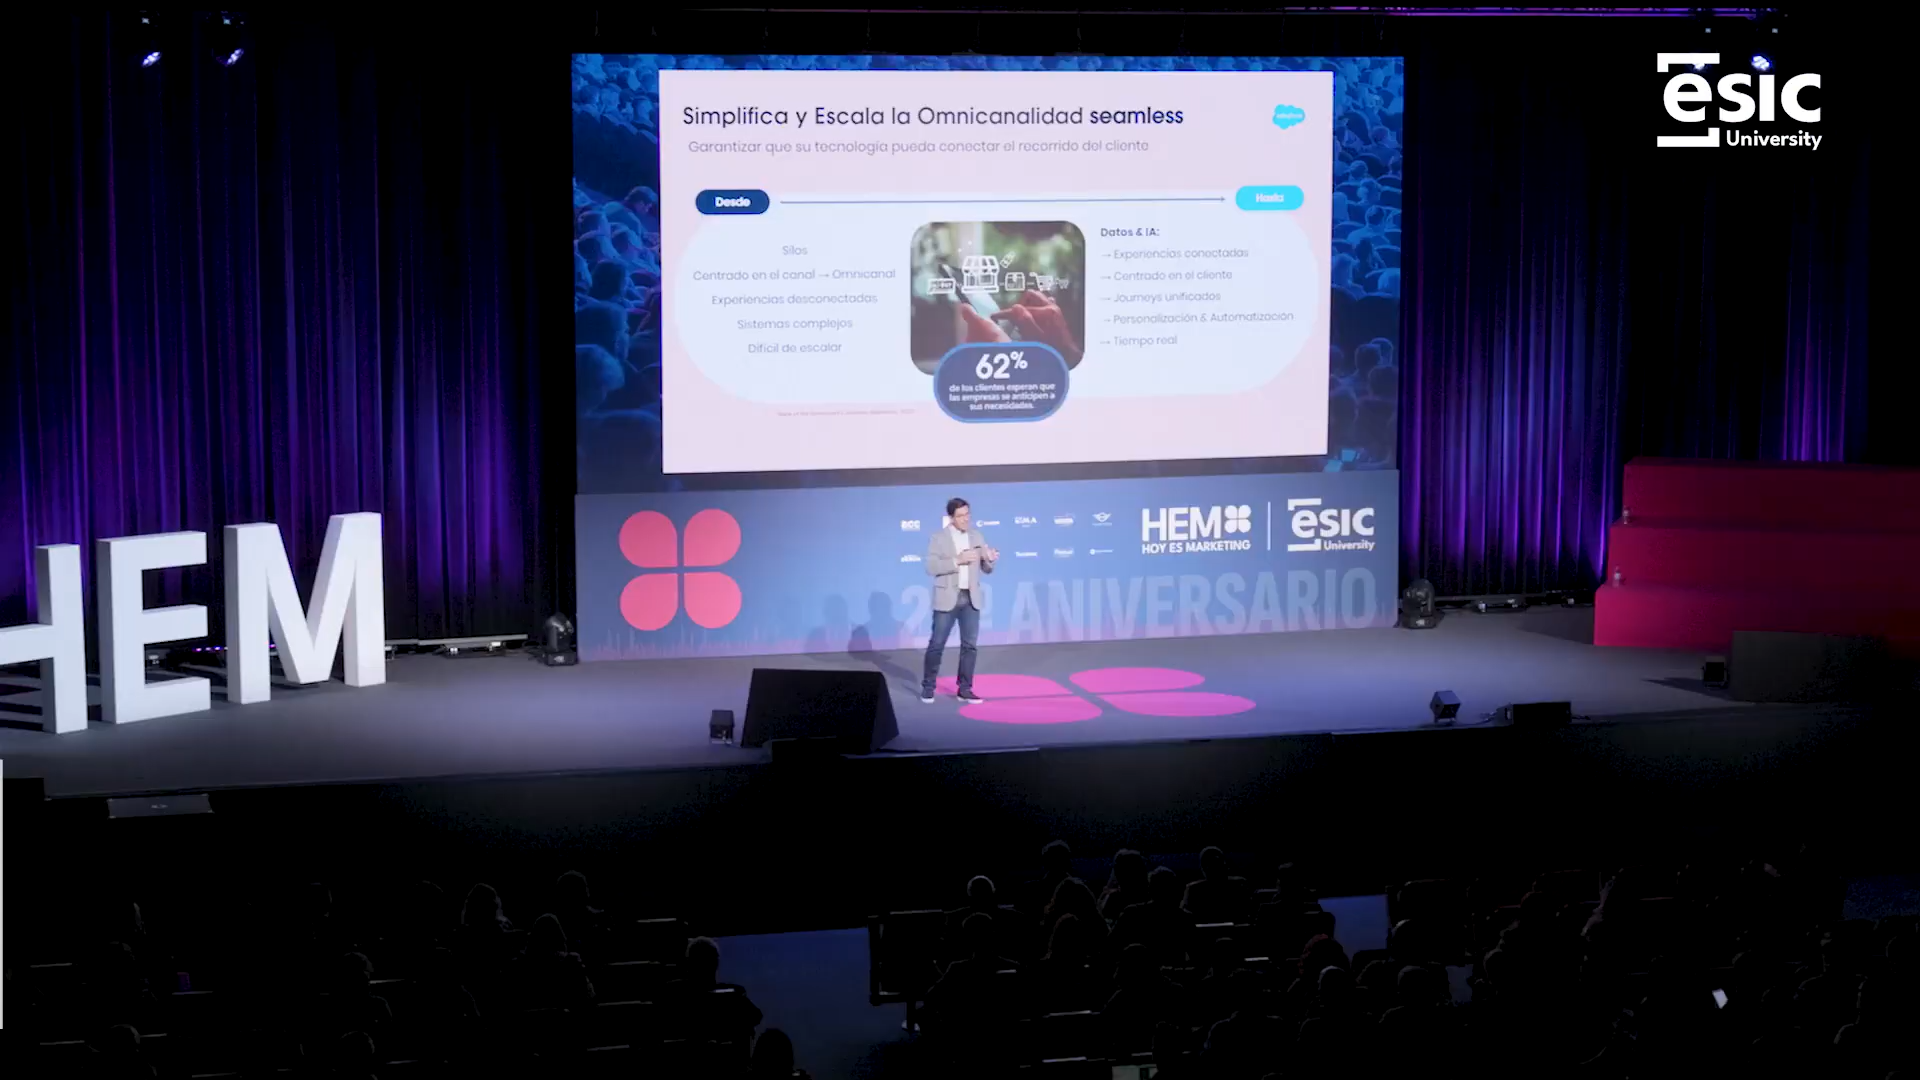 Simplifica y Escala la Omnicanalidad seamless
Garantizar que su tecnología pueda conectar el recorrido del cliente
Desde
Hasta
Silos
Centrado en el canal → Omnicanal
Experiencias desconectadas
Sistemas complejos
Difícil de escalar
Datos & IA:
→ Experiencias conectadas
→ Centrado en el cliente
→ Journeys unificados
→ Personalización & Automatización
→ Tiempo real
62%
de los clientes esperan que
las empresas se anticipen a
sus necesidades.
esic
University
HEM
HOY ES MARKETING
esic
University
ANIVERSARIO
HEM